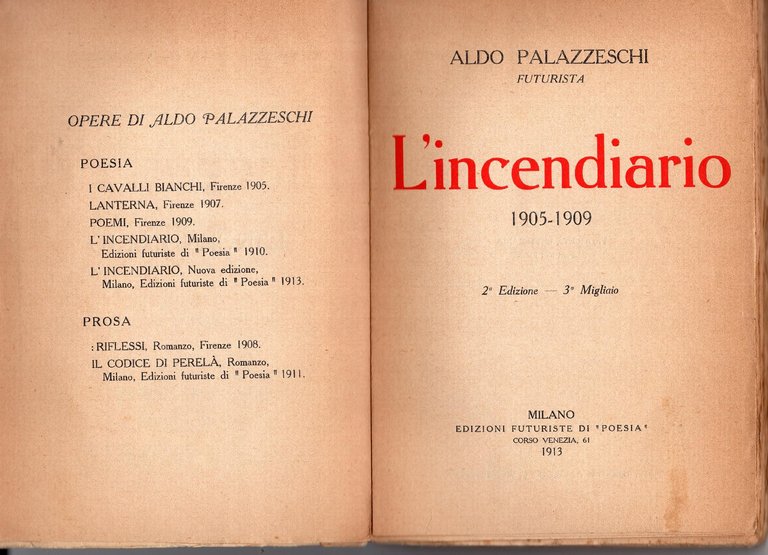 OPERE DI ALDO PALAZZESCHI
POESIA
I CAVALLI BIANCHI, Firenze 1905.
LANTERNA, Firenze 1907.
POEMI, Firenze 1909.
L'INCENDIARIO, Milano,
Edizioni futuriste di "Poesia" 1910.
L'INCENDIARIO, Nuova edizione,
Milano, Edizioni futuriste di "Poesia" 1913.
PROSA
:RIFLESSI, Romanzo, Firenze 1908.
IL CODICE DI PERELÀ, Romanzo,
Milano, Edizioni futuriste di "Poesia" 1911.
ALDO PALAZZESCHI
FUTURISTA
L'incendiario
1905-1909
2ª Edizione — 3º Migliaio
MILANO
EDIZIONI FUTURISTE DI "POESIA"
CORSO VENEZIA, 61
1913